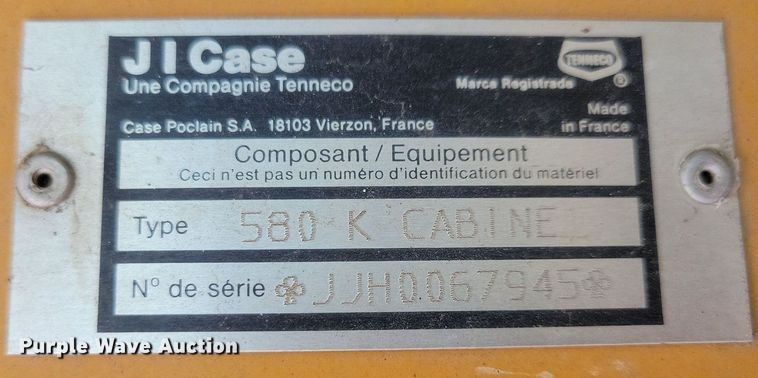 J I Case
Une Compagnie Tenneco
TENNECO
Marca Registrada ®
Case Poclain S.A. 18103 Vierzon, France
Made
in France
Composant / Equipement
Ceci n'est pas un numéro d'identification du matériel
Type 580 K CABINE
N° de série JJH0067945
Purple Wave Auction